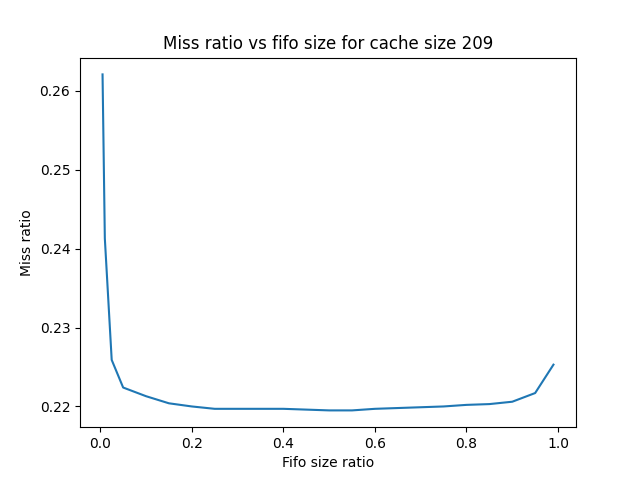 Miss ratio vs fifo size for cache size 209
0.26
0.25
0.24
0.23
0.22
Miss ratio
0.0 0.2 0.4 0.6 0.8 1.0
Fifo size ratio